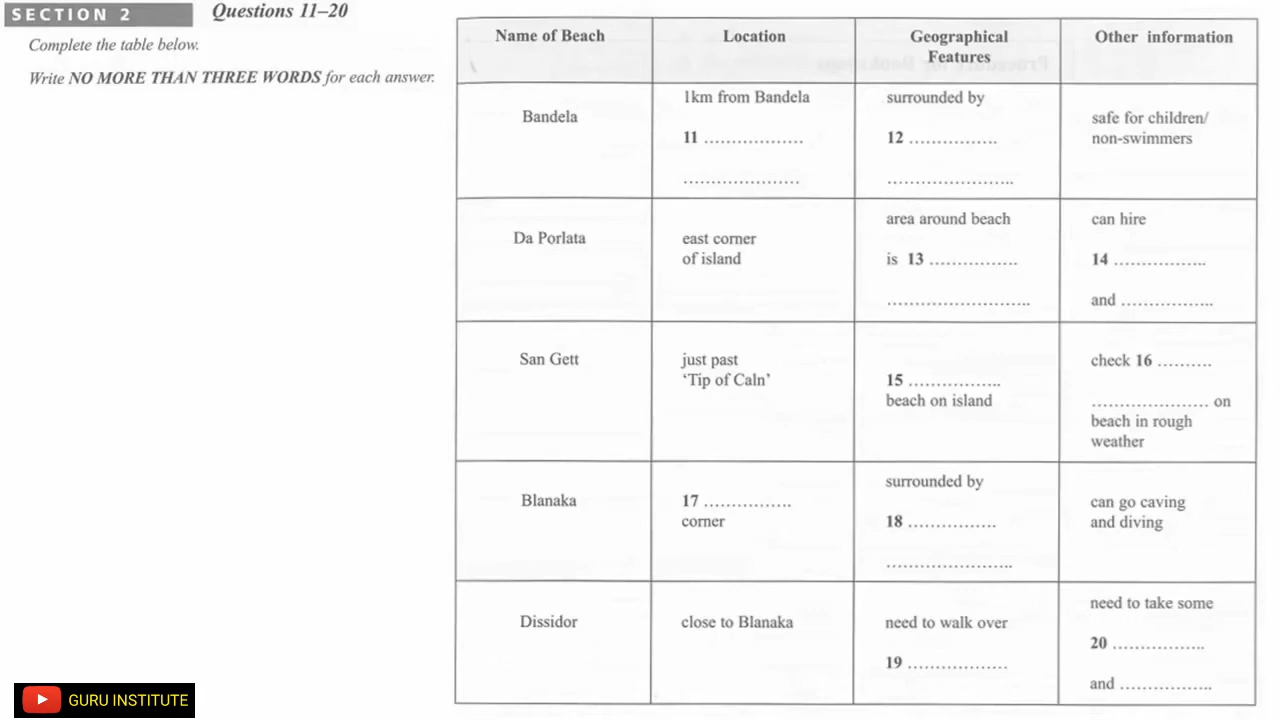 SECTION 2
Questions 11–20
Complete the table below.
Write NO MORE THAN THREE WORDS for each answer.
Name of Beach
Location
Geographical
Features
Other information
Bandela
1km from Bandela
11 ..................
.....................
surrounded by
12 ................
.......................
safe for children/
non-swimmers
Da Porlata
east corner
of island
area around beach
is 13 ................
..........................
can hire
14 .................
and .................
San Gett
just past
‘Tip of Caln’
15 .................
beach on island
check 16 ..........
..................... on
beach in rough
weather
Blanaka
17 ................
corner
surrounded by
18 ................
.......................
can go caving
and diving
Dissidor
close to Blanaka
need to walk over
19 ..................
need to take some
20 .................
and .................
GURU INSTITUTE